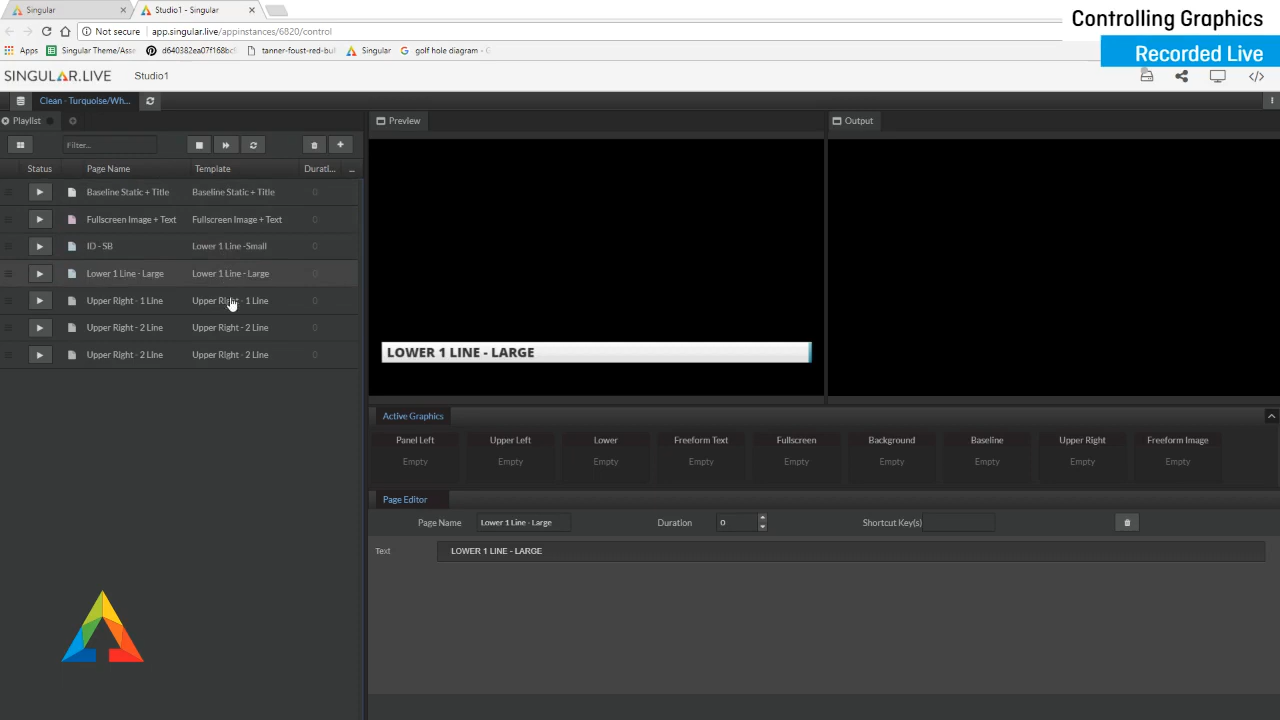 Singular
Studio1 - Singular
Controlling Graphics
Not secure app.singular.live/appinstances/6820/control
Recorded Live
Apps Singular Theme/Asse d640382ea07f168bc9 tanner-foust-red-bul Singular golf hole diagram -
SINGULAR.LIVE Studio1
Clean - Turquoise/Wh...
Playlist Preview Output
Filter...
Status Page Name Template Durati... ...
Baseline Static + Title Baseline Static + Title 0
Fullscreen Image + Text Fullscreen Image + Text 0
ID - SB Lower 1 Line -Small 0
Lower 1 Line - Large Lower 1 Line - Large 0
Upper Right - 1 Line Upper Right - 1 Line 0
Upper Right - 2 Line Upper Right - 2 Line 0
Upper Right - 2 Line Upper Right - 2 Line 0
LOWER 1 LINE - LARGE
Active Graphics
Panel Left Upper Left Lower Freeform Text Fullscreen Background Baseline Upper Right Freeform Image
Empty Empty Empty Empty Empty Empty Empty Empty Empty
Page Editor
Page Name Lower 1 Line - Large Duration 0 Shortcut Key(s)
Text LOWER 1 LINE - LARGE